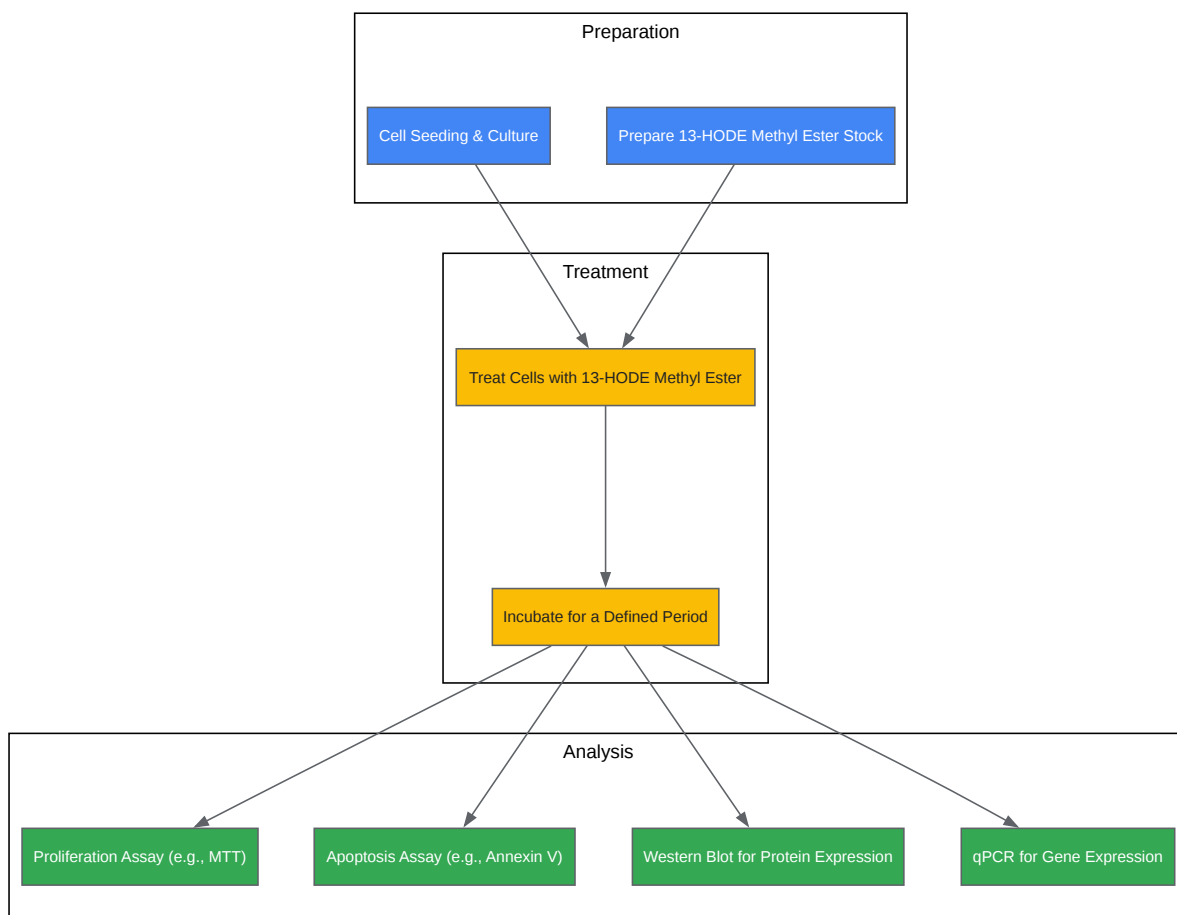 Preparation
Cell Seeding & Culture
Prepare 13-HODE Methyl Ester Stock
Treatment
Treat Cells with 13-HODE Methyl Ester
Incubate for a Defined Period
Analysis
Proliferation Assay (e.g., MTT)
Apoptosis Assay (e.g., Annexin V)
Western Blot for Protein Expression
qPCR for Gene Expression